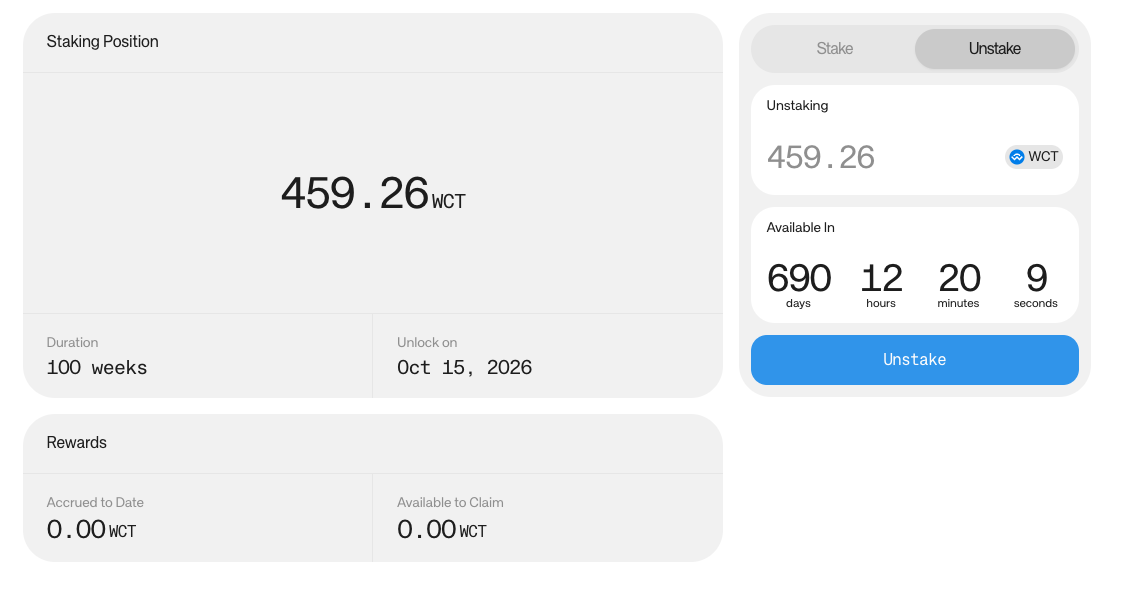 Staking Position
459.26 WCT
Duration
100 weeks
Unlock on
Oct 15, 2026
Rewards
Accrued to Date
0.00 WCT
Available to Claim
0.00 WCT
Stake
Unstake
Unstaking
459.26
WCT
Available In
690 12 20 9
days hours minutes seconds
Unstake